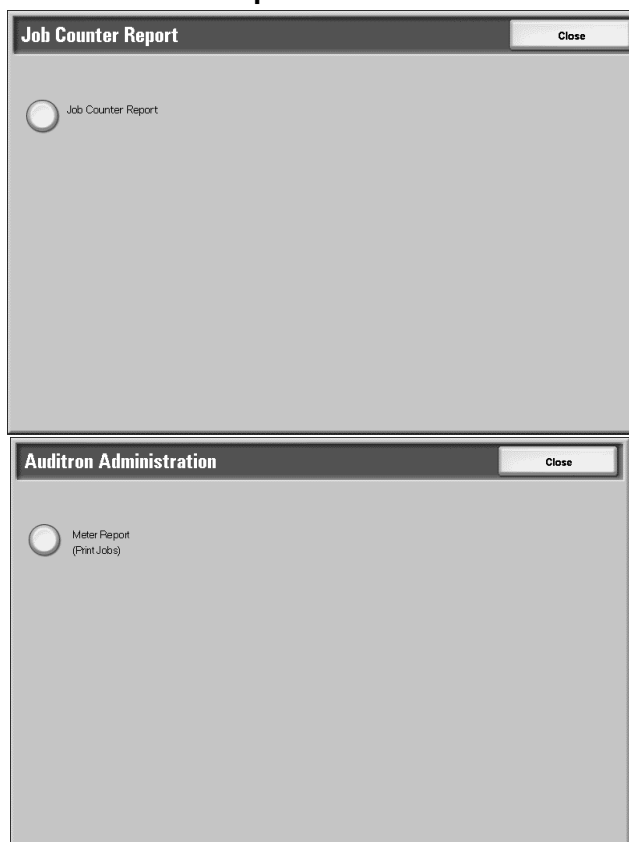 Job Counter Report
Close
Job Counter Report
Auditron Administration
Close
Meter Report
(Print Jobs)